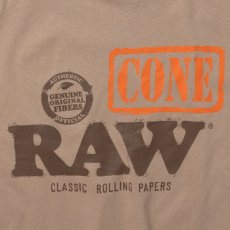 AUTHENTIC
GENUINE
ORIGINAL
FIBERS
OFFICIAL
CONE
RAW®
CLASSIC ROLLING PAPERS